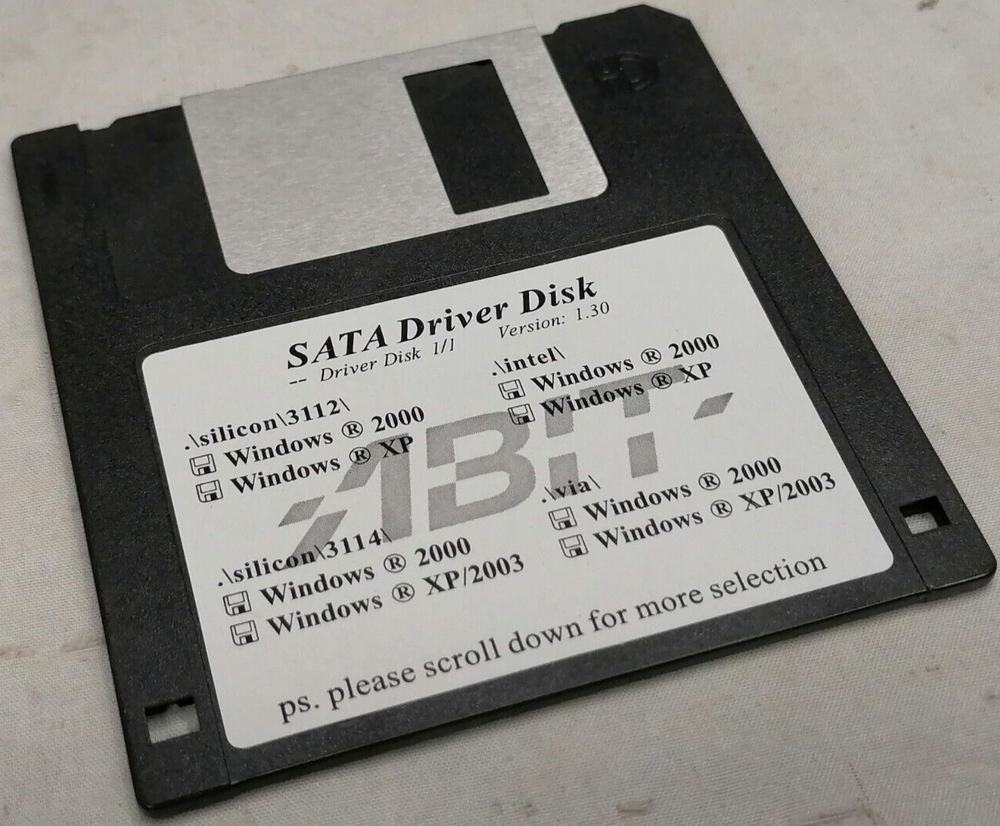 HD
SATA Driver Disk
-- Driver Disk 1/1 Version: 1.30
.\silicon\3112\
Windows ® 2000
Windows ® XP
.\intel\
Windows ® 2000
Windows ® XP
ABIT
.\silicon\3114\
Windows ® 2000
Windows ® XP/2003
.\via\
Windows ® 2000
Windows ® XP/2003
ps. please scroll down for more selection